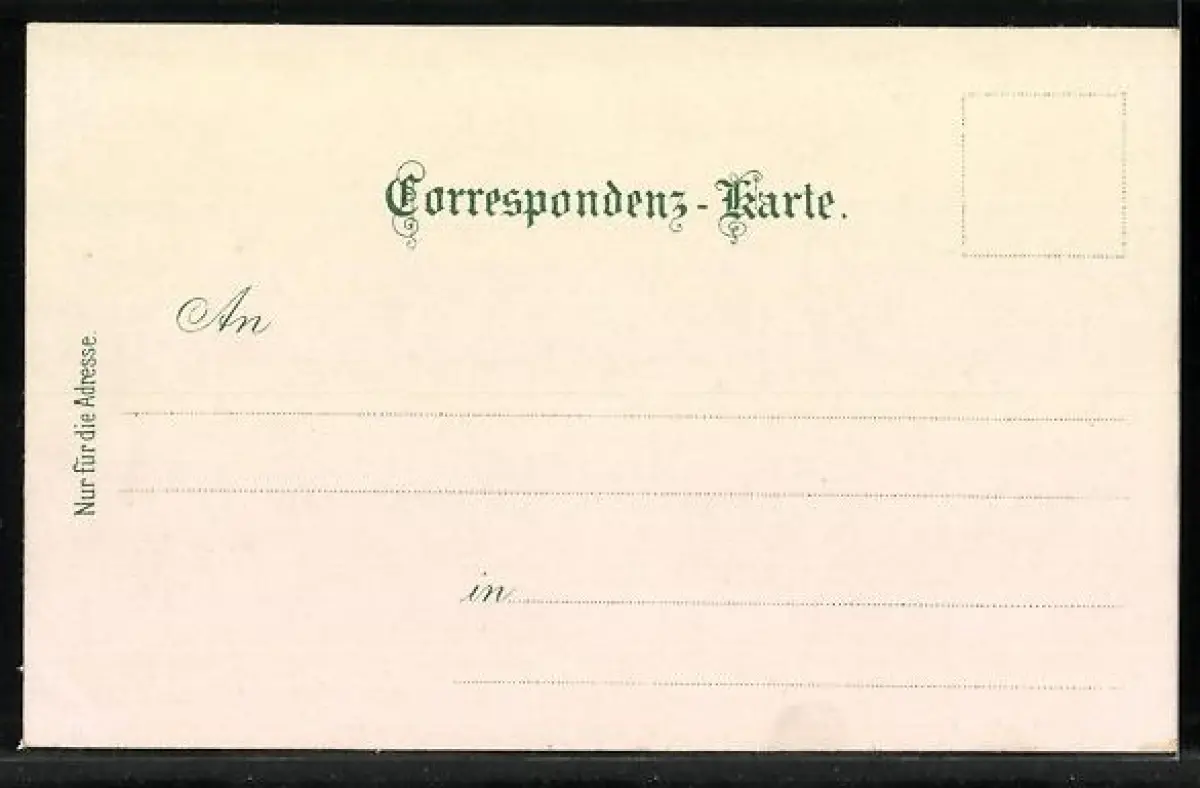 Correspondenz-Karte.
An
Nur für die Adresse.
in